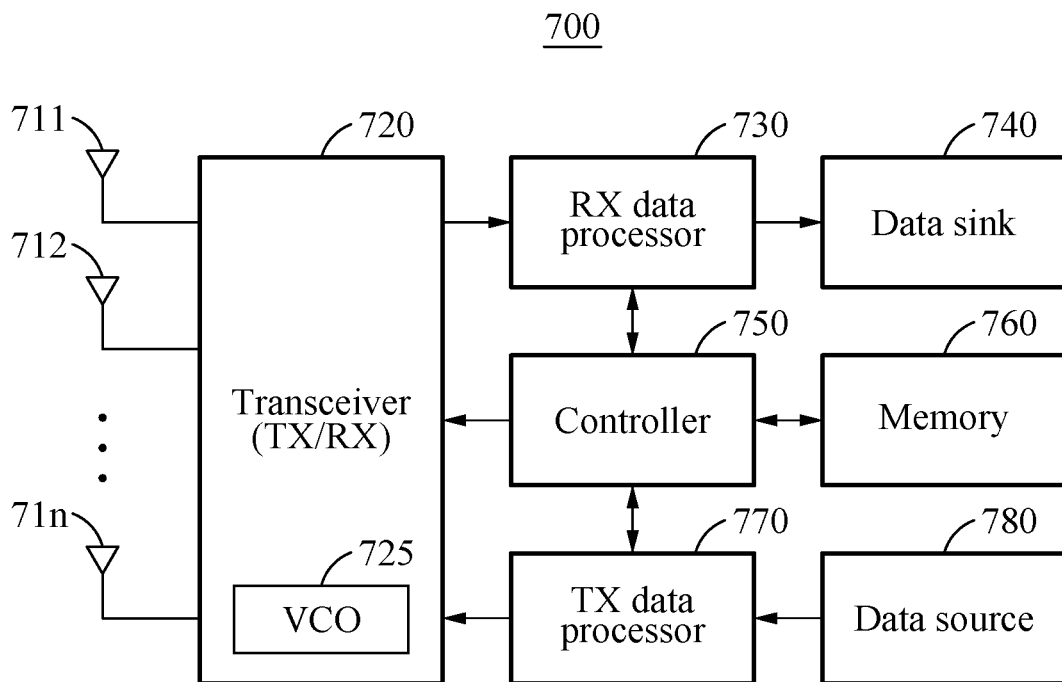 700
711
720
730
740
RX data
processor
Data sink
712
750
760
Transceiver
(TX/RX)
Controller
Memory
71n
725
770
780
VCO
TX data
processor
Data source